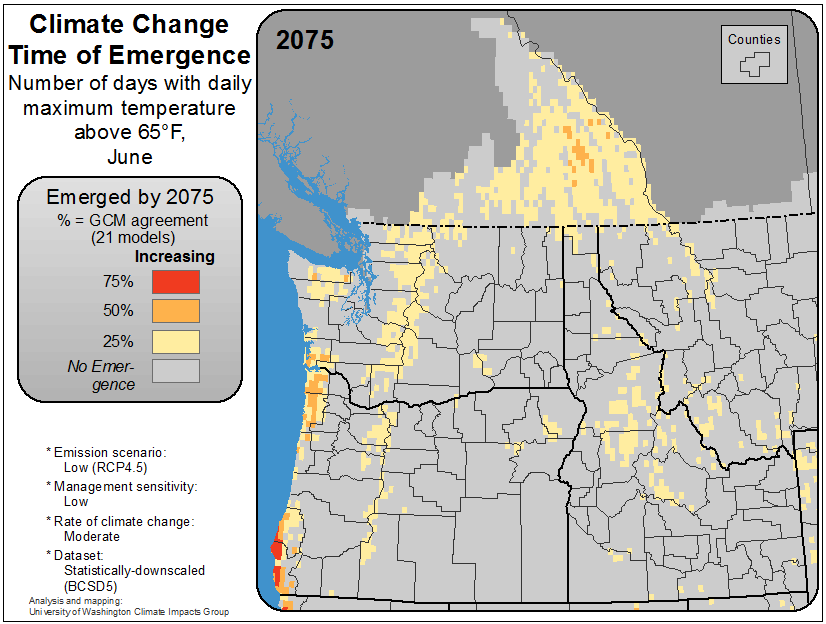 Climate Change
Time of Emergence
Number of days with daily
maximum temperature
above 65°F,
June
Emerged by 2075
% = GCM agreement
(21 models)
Increasing
75%
50%
25%
No Emer-
gence
* Emission scenario:
Low (RCP4.5)
* Management sensitivity:
Low
* Rate of climate change:
Moderate
* Dataset:
Statistically-downscaled
(BCSD5)
Analysis and mapping:
University of Washington Climate Impacts Group
2075
Counties